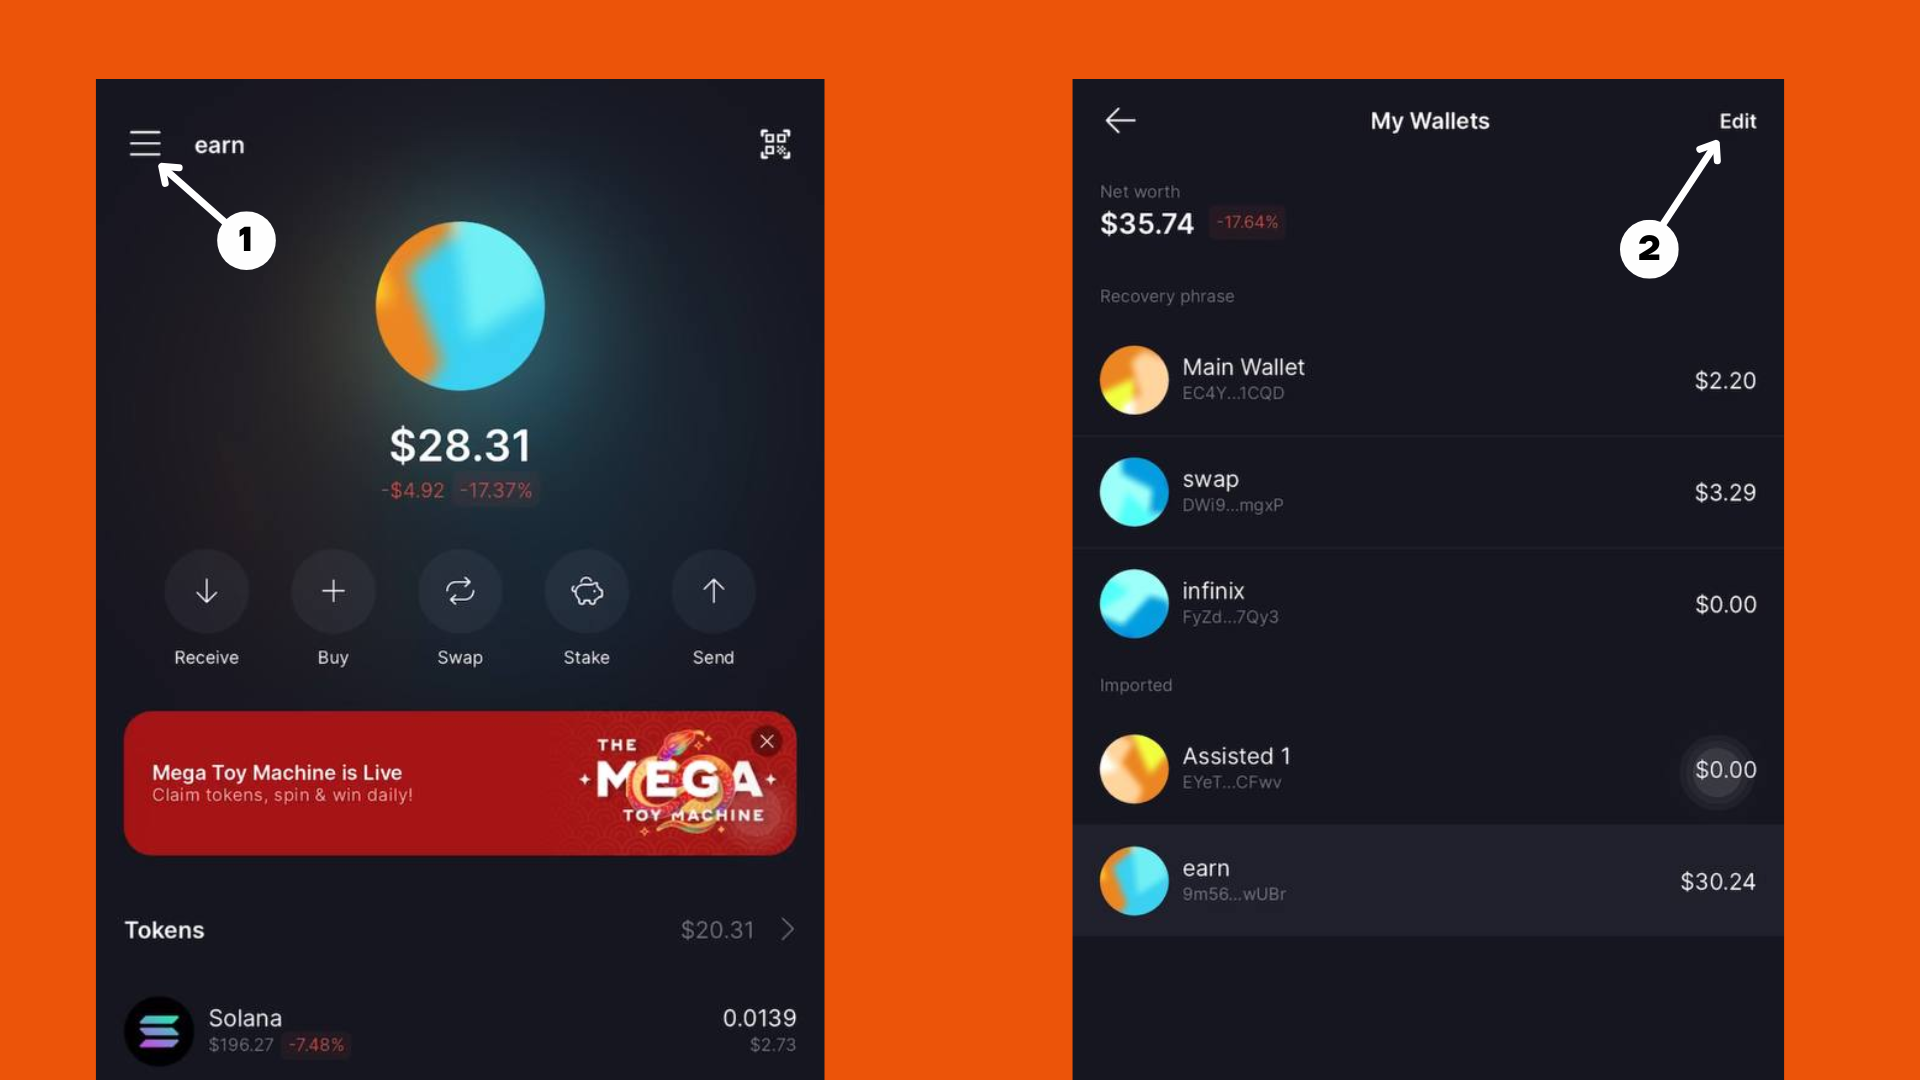 earn
1
$28.31
-$4.92 -17.37%
Receive Buy Swap Stake Send
Mega Toy Machine is Live
Claim tokens, spin & win daily!
THE
MEGA
TOY MACHINE
Tokens $20.31
Solana 0.0139
$196.27 -7.48% $2.73
My Wallets Edit
2
Net worth
$35.74 -17.64%
Recovery phrase
Main Wallet $2.20
EC4Y...1CQD
swap $3.29
DWi9...mgxP
infinix $0.00
FyZd...7Qy3
Imported
Assisted 1 $0.00
EYeT...CFwv
earn $30.24
9m56...wUBr